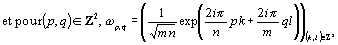 et pour (p,q) ∈ Z², ω_{p,q} = (1/√(mn) exp(2iπ/n pk + 2iπ/m ql))_{(k,l)∈Z²}